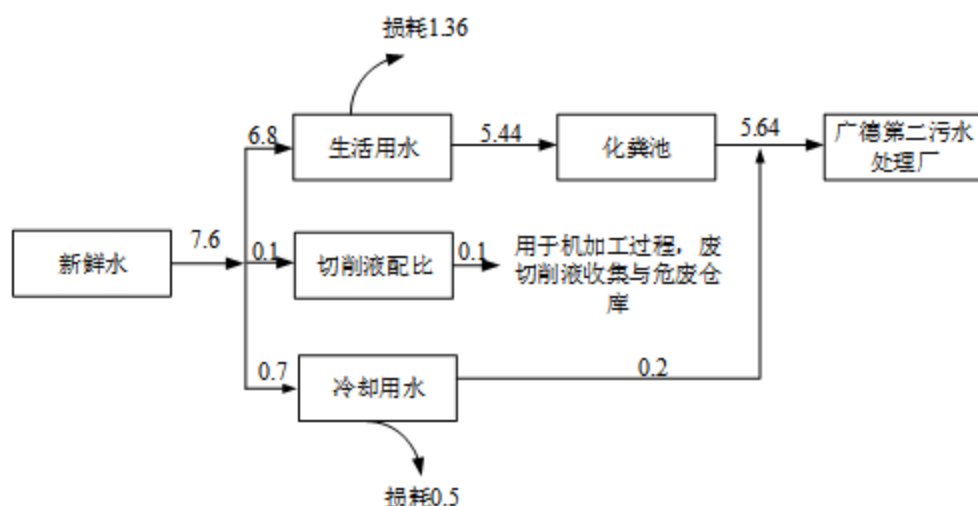 损耗1.36
6.8
生活用水
5.44
化粪池
5.64
广德第二污水
处理厂
新鲜水
7.6
0.1
切削液配比
0.1
用于机加工过程，废
切削液收集与危废仓
库
0.7
冷却用水
0.2
损耗0.5